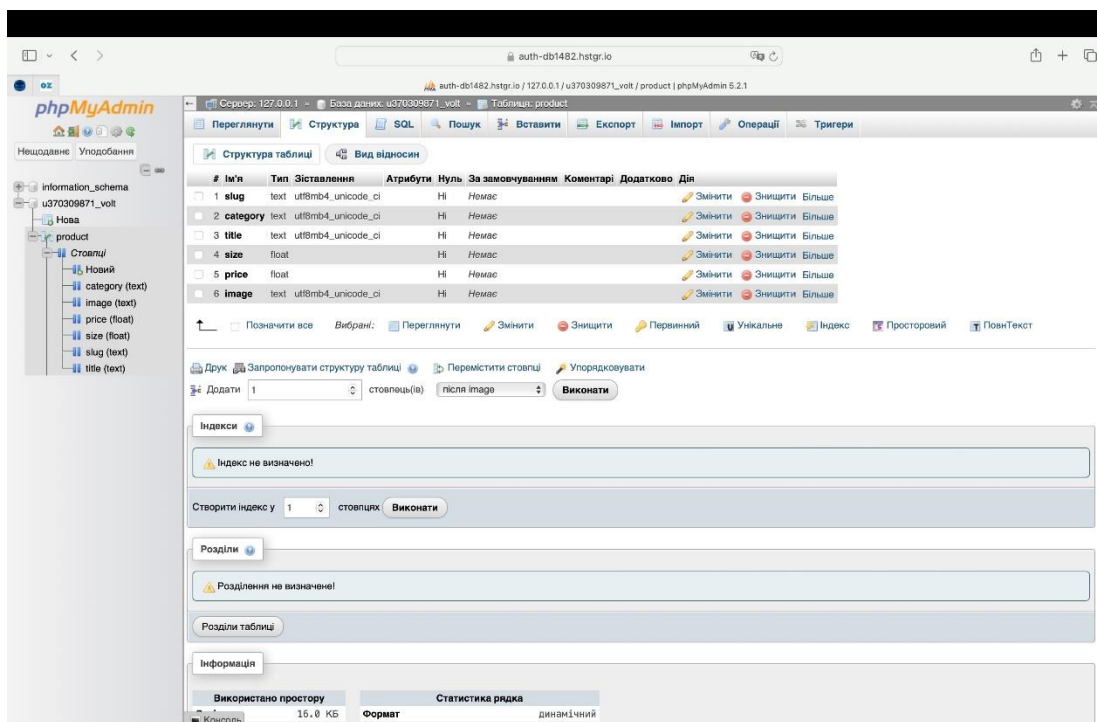 auth-db1482.hstgr.io
oz
auth-db1482.hstgr.io / 127.0.0.1 / u370309871_volt / product | phpMyAdmin 5.2.1
phpMyAdmin
Нещодавнє Уподобання
information_schema
u370309871_volt
Нова
product
Стовпці
Новий
category (text)
image (text)
price (float)
size (float)
slug (text)
title (text)
Сервер: 127.0.0.1 » База даних: u370309871_volt » Таблиця: product
Переглянути Структура SQL Пошук Вставити Експорт Імпорт Операції Тригери
Структура таблиці Вид відносин
# Ім'я Тип Зіставлення Атрибути Нуль За замовчуванням Коментарі Додатково Дія
1 slug text utf8mb4_unicode_ci Ні Немає Змінити Знищити Більше
2 category text utf8mb4_unicode_ci Ні Немає Змінити Знищити Більше
3 title text utf8mb4_unicode_ci Ні Немає Змінити Знищити Більше
4 size float Ні Немає Змінити Знищити Більше
5 price float Ні Немає Змінити Знищити Більше
6 image text utf8mb4_unicode_ci Ні Немає Змінити Знищити Більше
Позначити все Вибрані: Переглянути Змінити Знищити Первинний Унікальне Індекс Просторовий ПовнТекст
Друк Запропонувати структуру таблиці Перемістити стовпці Упорядковувати
Додати 1 стовпець(ів) після image Виконати
Індекси
Індекс не визначено!
Створити індекс у 1 стовпцях Виконати
Розділи
Розділення не визначене!
Розділи таблиці
Інформація
Використано простору Статистика рядка
16.0 КБ Формат динамічний
Консоль